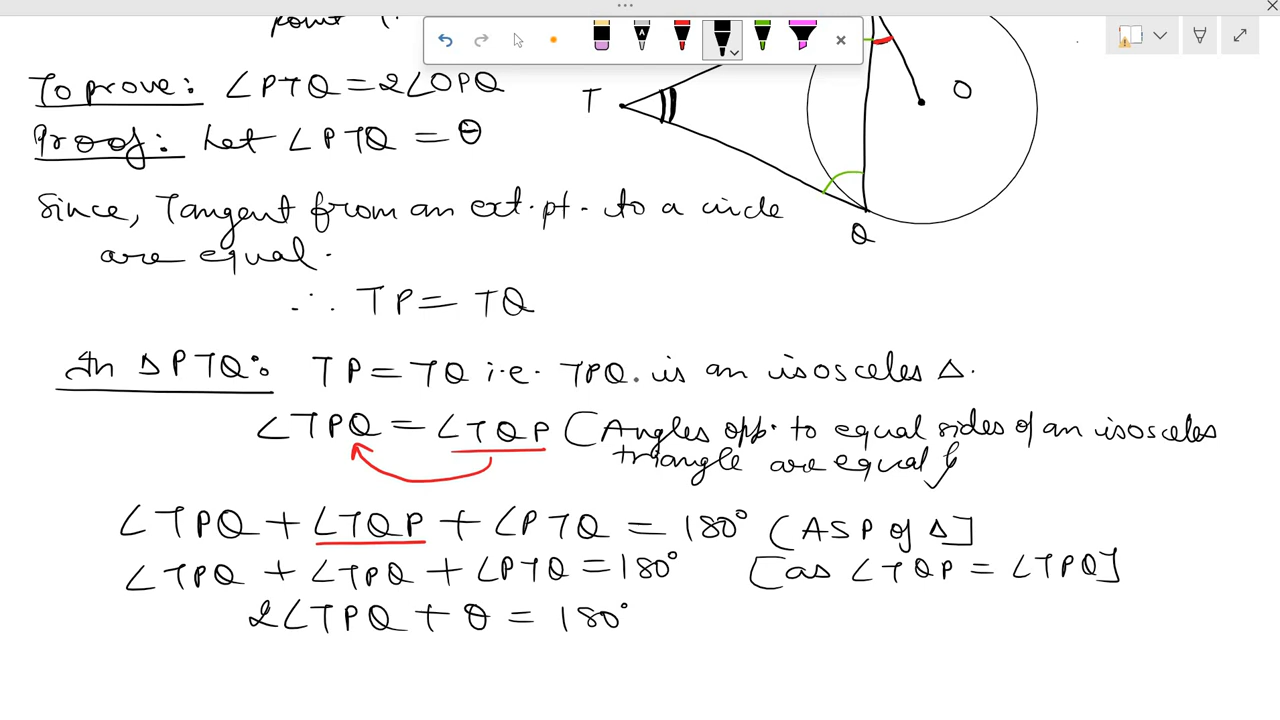 point
To prove: ∠PTQ = 2∠OPQ
Proof: Let ∠PTQ = θ
T
O
Since, Tangent from an ext. pt. to a circle
are equal.
Q
∴ TP = TQ
In Δ PTQ: TP = TQ i.e. TPQ is an isosceles Δ.
∠TPQ = ∠TQP [Angles opp. to equal sides of an isosceles
triangle are equal]
∠TPQ + ∠TQP + ∠PTQ = 180° [ASP of Δ]
∠TPQ + ∠TPQ + ∠PTQ = 180° [as ∠TQP = ∠TPQ]
2∠TPQ + θ = 180°